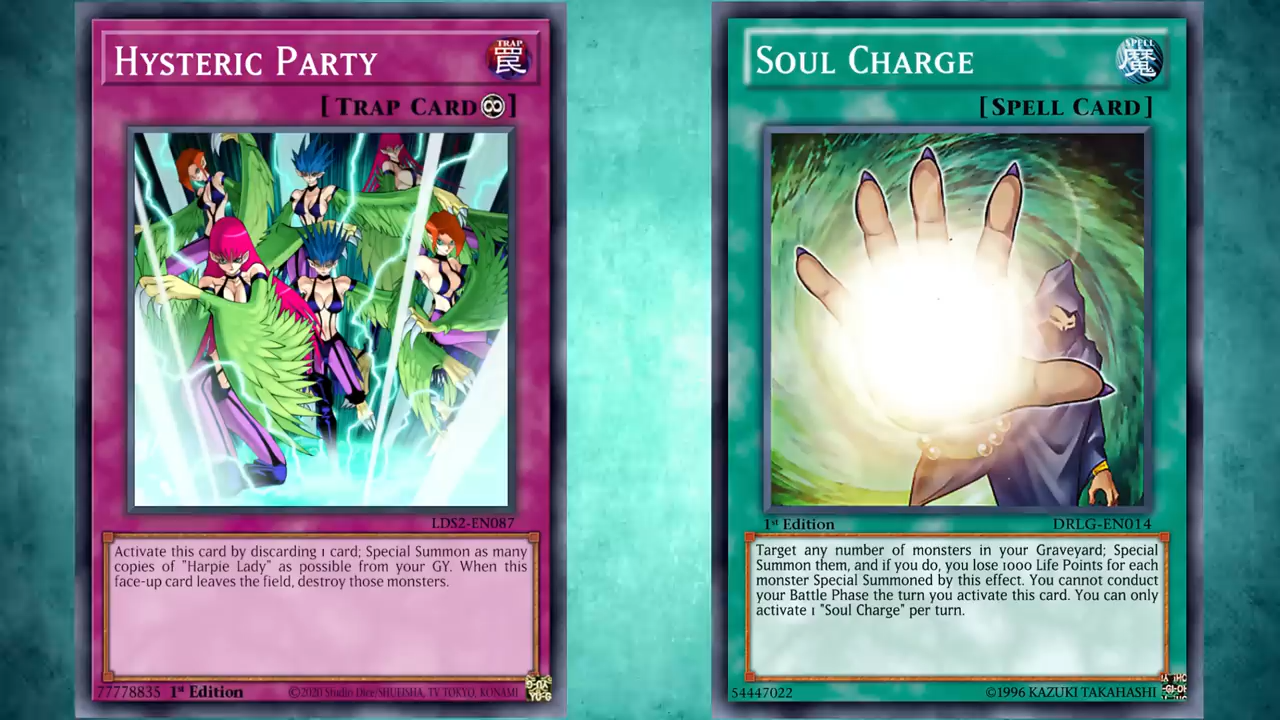 Hysteric Party
TRAP
罠
[Trap Card]
LDS2-EN087
Activate this card by discarding 1 card; Special Summon as many
copies of "Harpie Lady" as possible from your GY. When this
face-up card leaves the field, destroy those monsters.
77778835 1st Edition
©2020 Studio Dice/SHUEISHA, TV TOKYO, KONAMI
Soul Charge
SPELL
魔
[Spell Card]
1st Edition
DRLG-EN014
Target any number of monsters in your Graveyard; Special
Summon them, and if you do, you lose 1000 Life Points for each
monster Special Summoned by this effect. You cannot conduct
your Battle Phase the turn you activate this card. You can only
activate 1 "Soul Charge" per turn.
54447022
©1996 KAZUKI TAKAHASHI